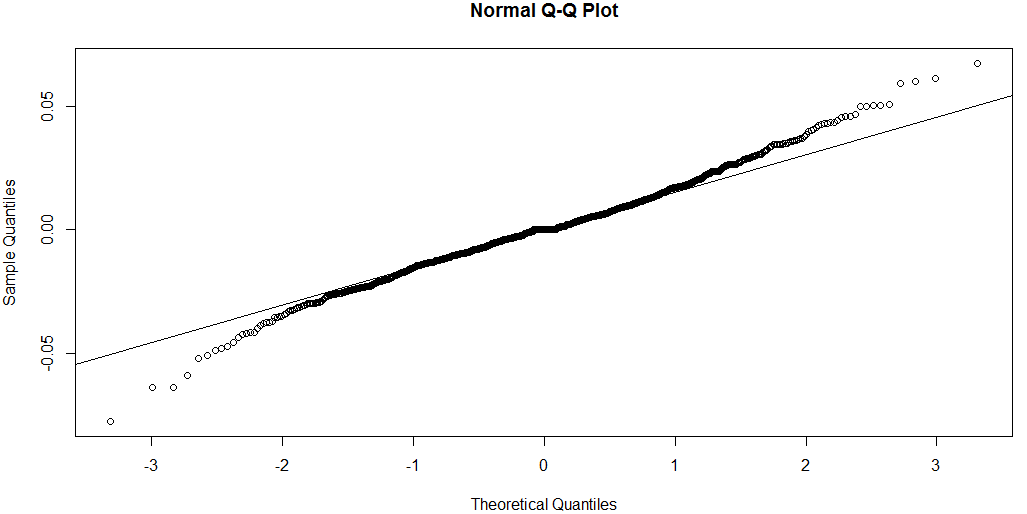 Normal Q-Q Plot
Sample Quantiles
0.05
0.00
-0.05
-3 -2 -1 0 1 2 3
Theoretical Quantiles